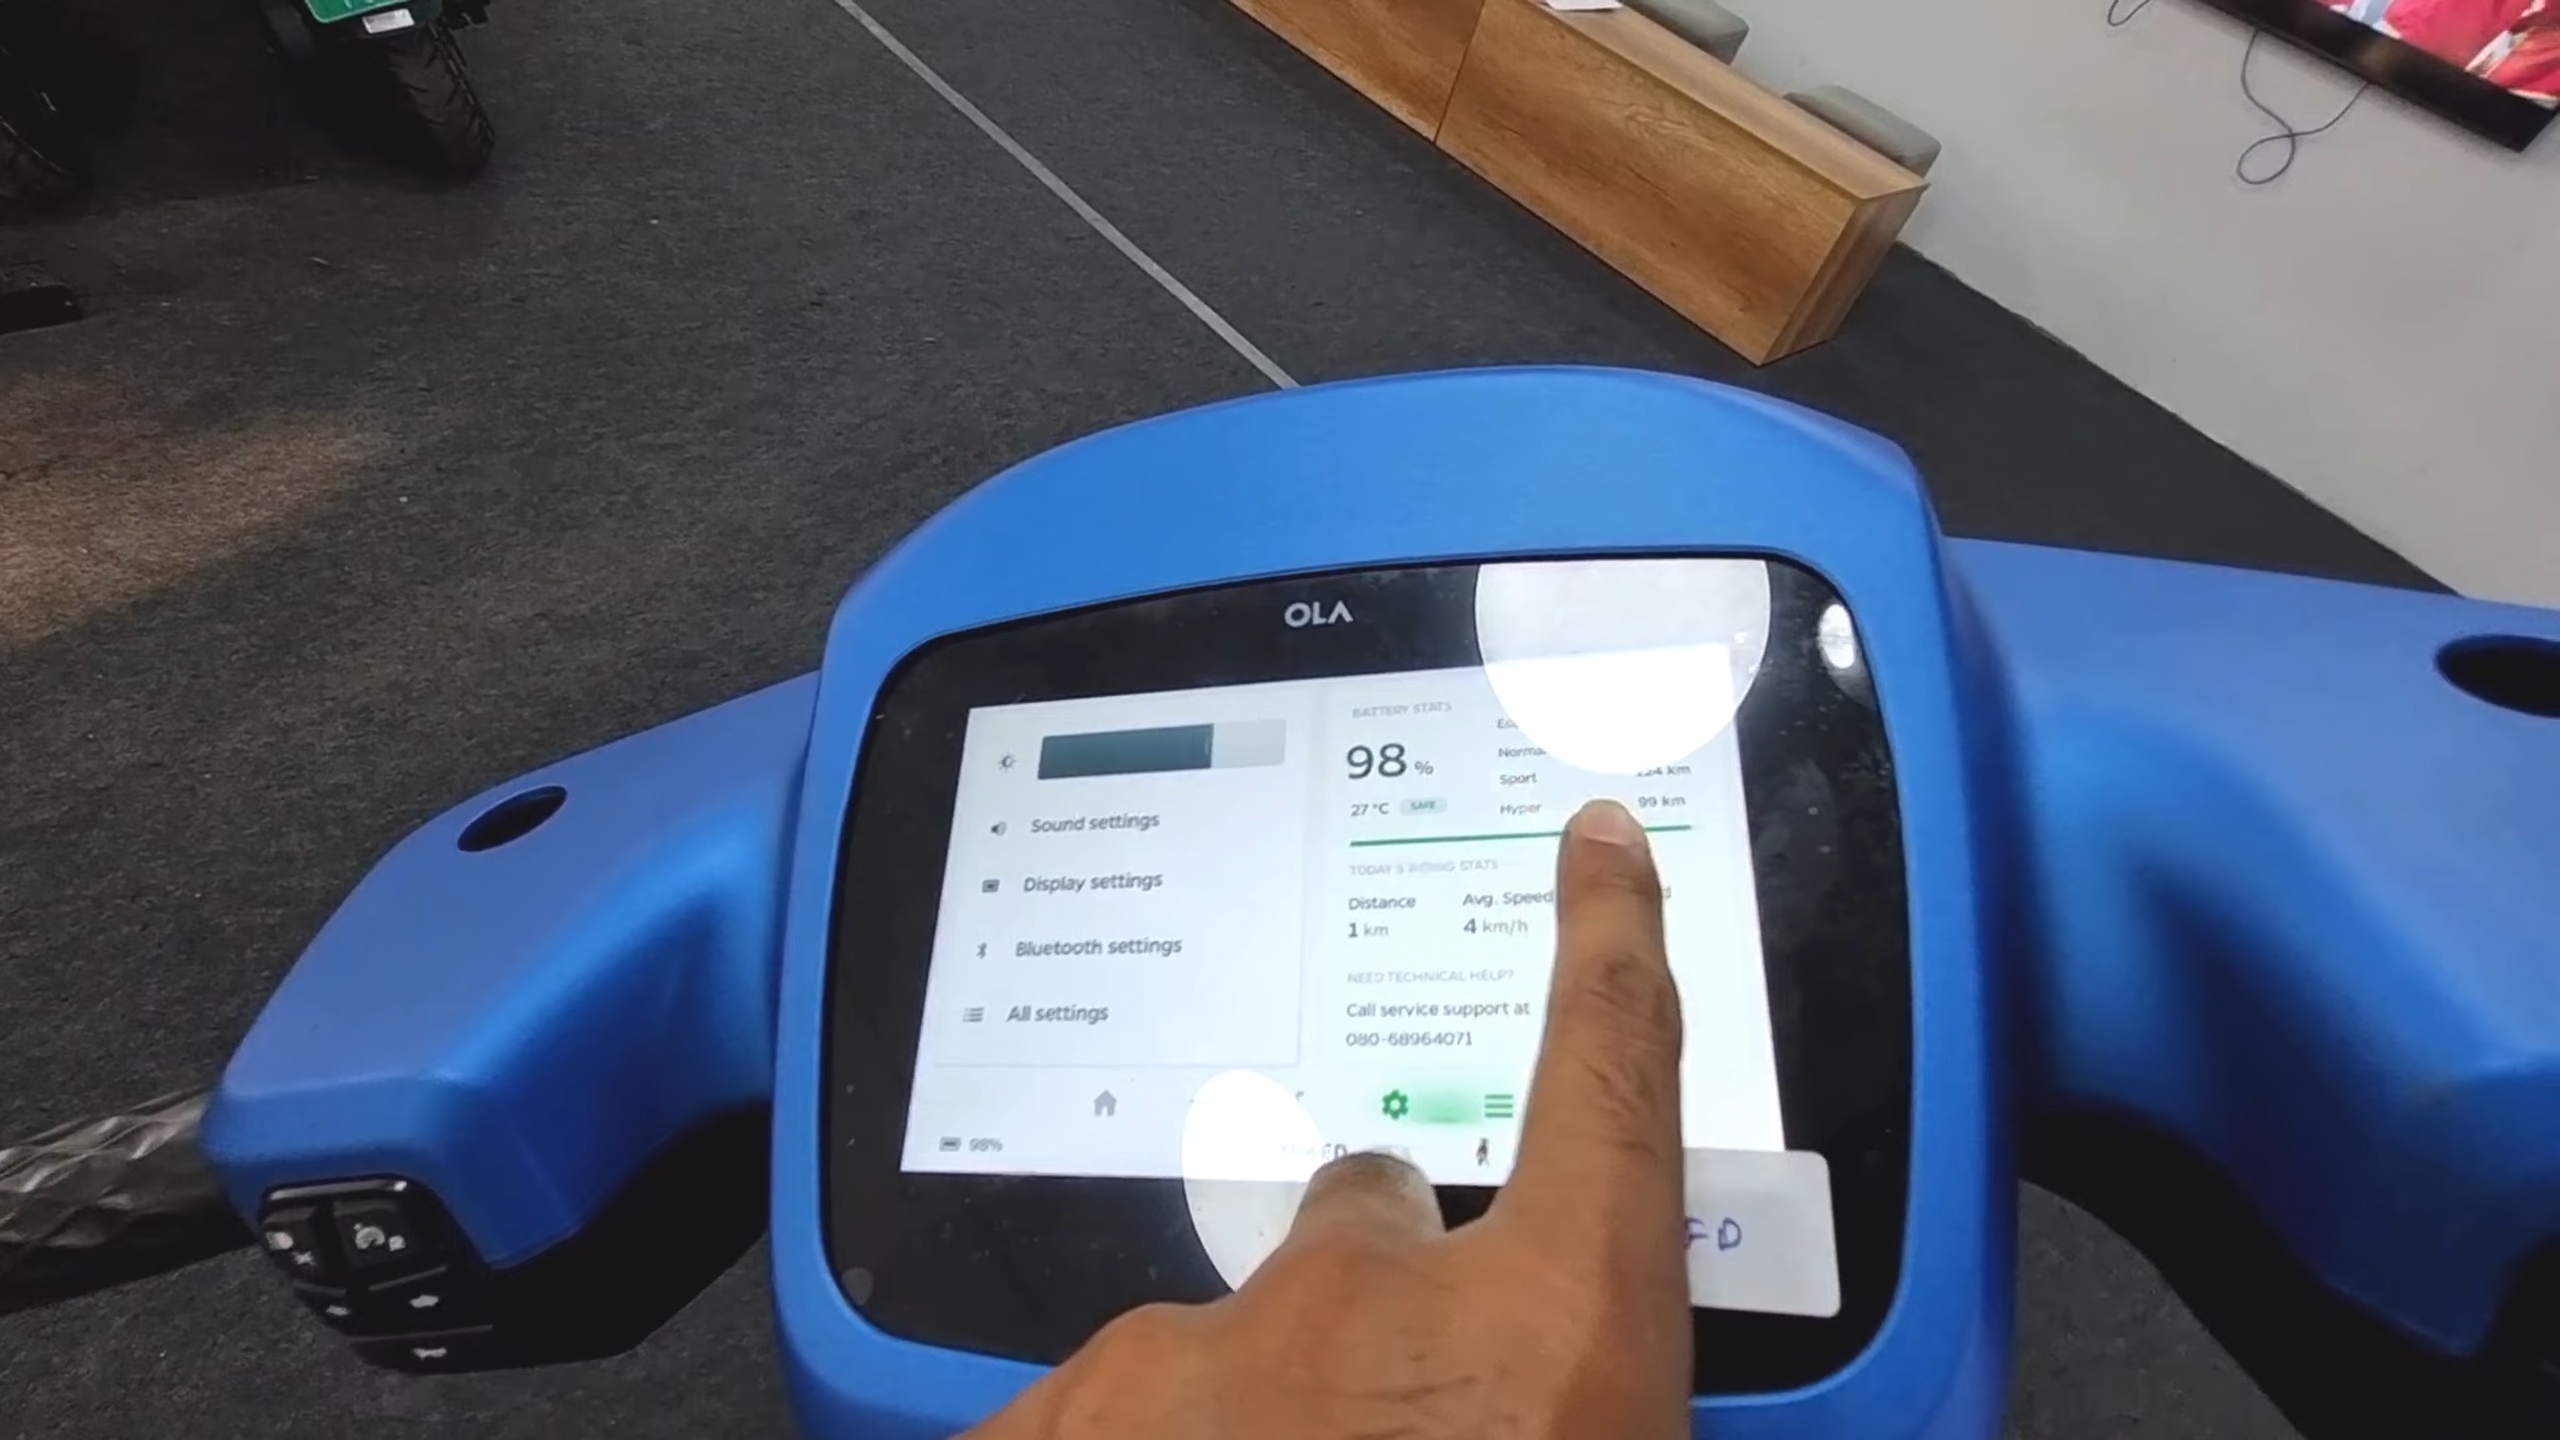 OLA
Sound settings
Display settings
Bluetooth settings
All settings
98%
BATTERY STATS
98 %
27 °C SAFE
Sport
Hyper 99 km
TODAY'S RIDING STATS
Distance Avg. Speed
1 km 4 km/h
NEED TECHNICAL HELP?
Call service support at
080-68964071